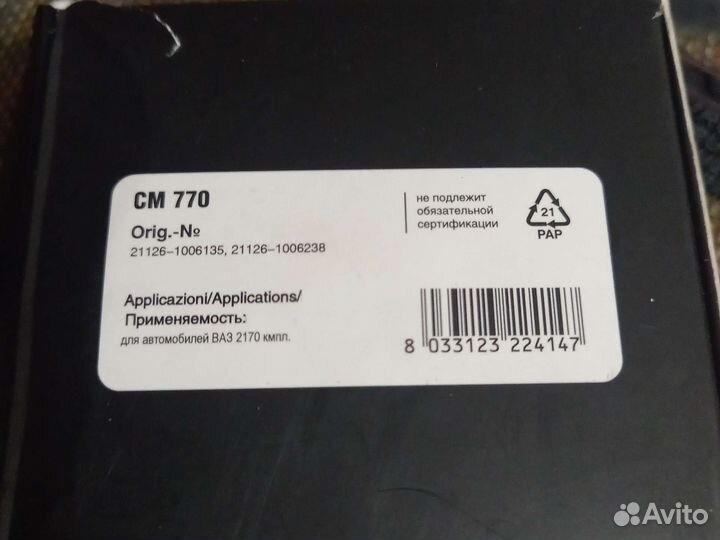 CM 770
Orig.-№
21126-1006135, 21126-1006238
не подлежит
обязательной
сертификации
21
PAP
Applicazioni/Applications/
Применяемость:
для автомобилей ВАЗ 2170 кмпл.
8 033123 224147
Avito